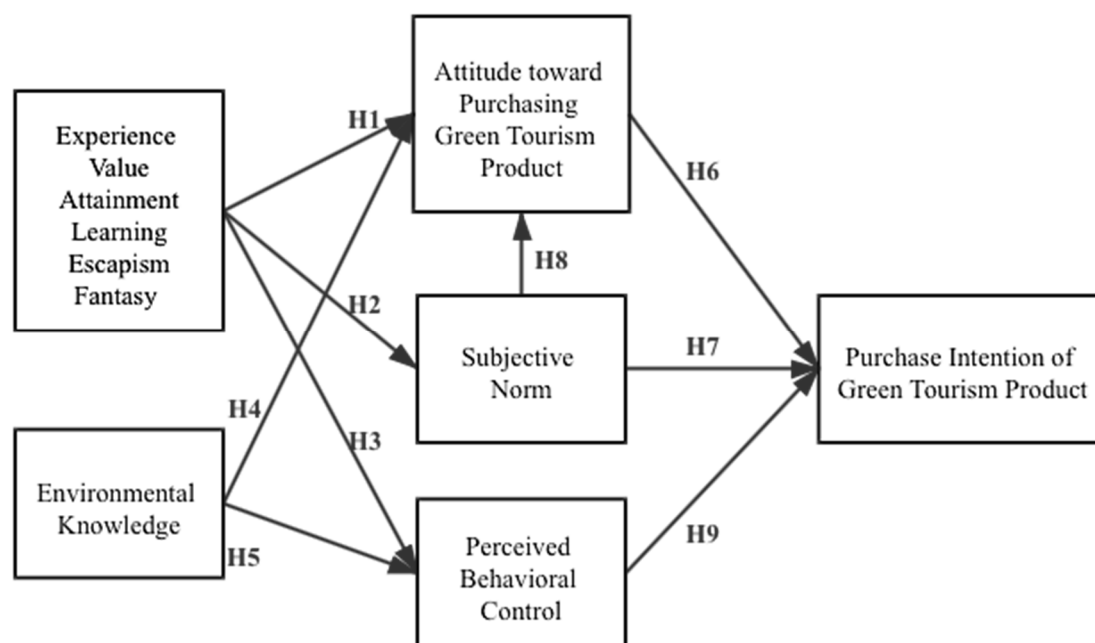 Experience
Value
Attainment
Learning
Escapism
Fantasy
Environmental
Knowledge
H1
H2
H3
H4
H5
Attitude toward
Purchasing
Green Tourism
Product
H8
Subjective
Norm
Perceived
Behavioral
Control
H6
H7
H9
Purchase Intention of
Green Tourism Product